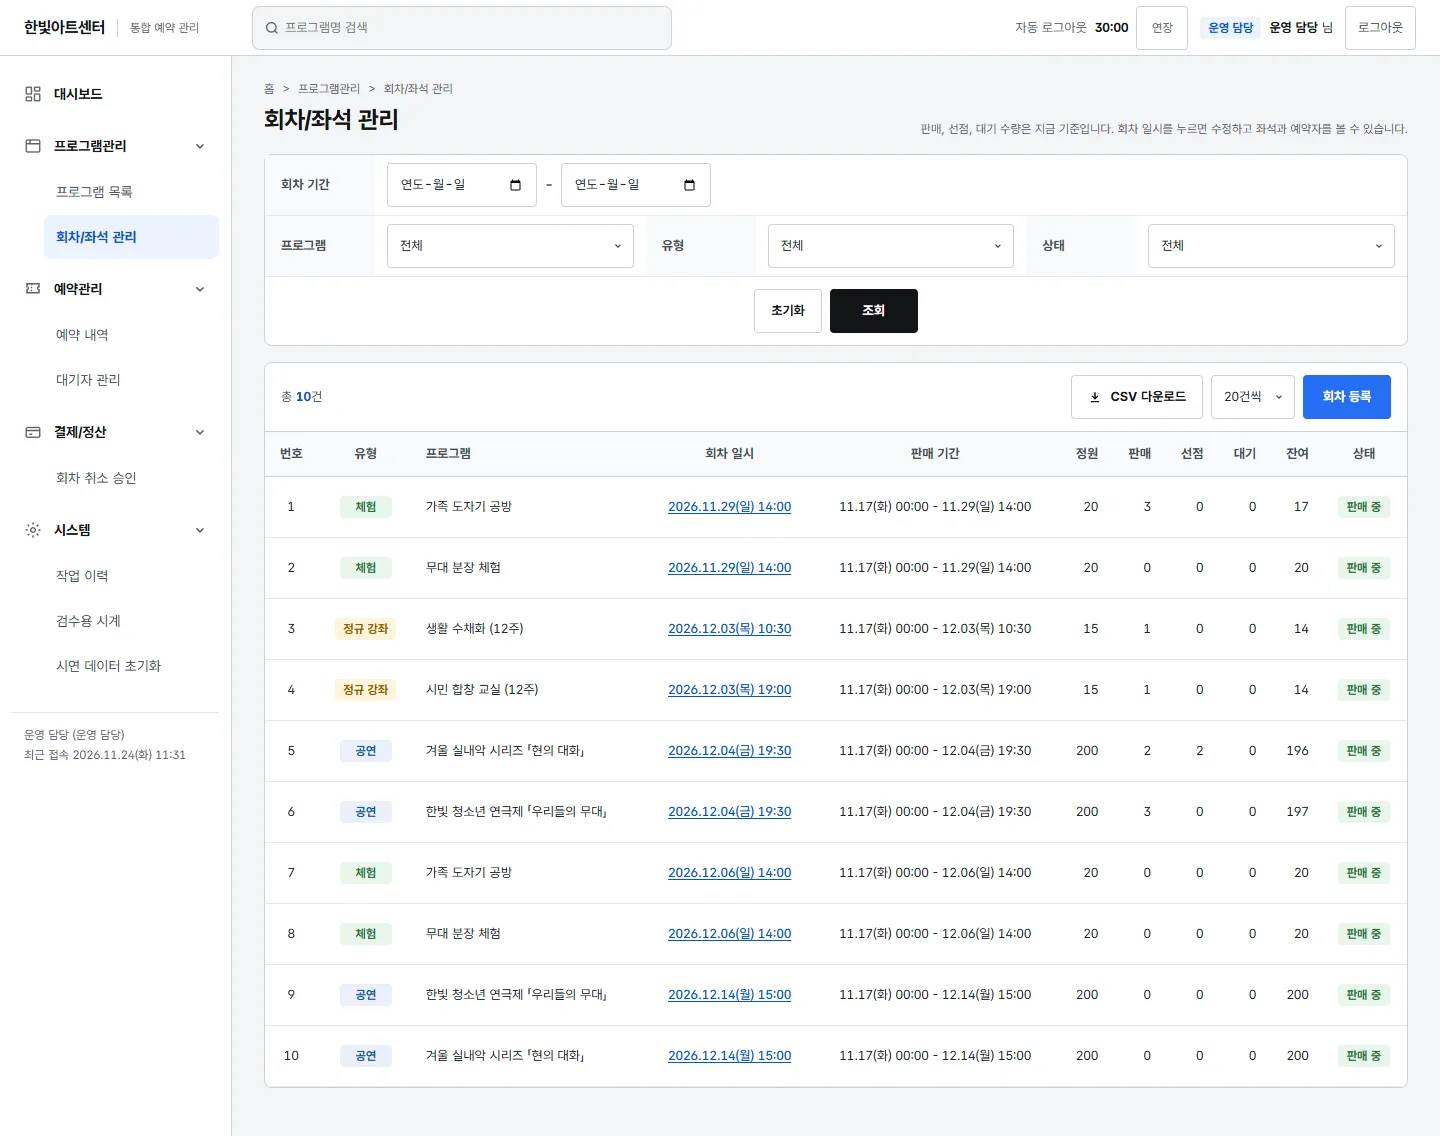 한빛아트센터 통합 예약 관리 프로그램명 검색 자동 로그아웃 30:00 연장 운영 담당 운영 담당 님 로그아웃
대시보드
프로그램관리
프로그램 목록
회차/좌석 관리
예약관리
예약 내역
대기자 관리
결제/정산
회차 취소 승인
시스템
작업 이력
검수용 시계
시연 데이터 초기화
운영 담당 (운영 담당)
최근 접속 2026.11.24(화) 11:31
홈 > 프로그램관리 > 회차/좌석 관리
회차/좌석 관리
판매, 선점, 대기 수량은 지금 기준입니다. 회차 일시를 누르면 수정하고 좌석과 예약자를 볼 수 있습니다.
회차 기간 연도-월-일 - 연도-월-일
프로그램 전체 유형 전체 상태 전체
초기화 조회
총 10건 CSV 다운로드 20건씩 회차 등록
번호 유형 프로그램 회차 일시 판매 기간 정원 판매 선점 대기 잔여 상태
1 체험 가족 도자기 공방 2026.11.29(일) 14:00 11.17(화) 00:00 - 11.29(일) 14:00 20 3 0 0 17 판매 중
2 체험 무대 분장 체험 2026.11.29(일) 14:00 11.17(화) 00:00 - 11.29(일) 14:00 20 0 0 0 20 판매 중
3 정규 강좌 생활 수채화 (12주) 2026.12.03(목) 10:30 11.17(화) 00:00 - 12.03(목) 10:30 15 1 0 0 14 판매 중
4 정규 강좌 시민 합창 교실 (12주) 2026.12.03(목) 19:00 11.17(화) 00:00 - 12.03(목) 19:00 15 1 0 0 14 판매 중
5 공연 겨울 실내악 시리즈 「현의 대화」 2026.12.04(금) 19:30 11.17(화) 00:00 - 12.04(금) 19:30 200 2 2 0 196 판매 중
6 공연 한빛 청소년 연극제 「우리들의 무대」 2026.12.04(금) 19:30 11.17(화) 00:00 - 12.04(금) 19:30 200 3 0 0 197 판매 중
7 체험 가족 도자기 공방 2026.12.06(일) 14:00 11.17(화) 00:00 - 12.06(일) 14:00 20 0 0 0 20 판매 중
8 체험 무대 분장 체험 2026.12.06(일) 14:00 11.17(화) 00:00 - 12.06(일) 14:00 20 0 0 0 20 판매 중
9 공연 한빛 청소년 연극제 「우리들의 무대」 2026.12.14(월) 15:00 11.17(화) 00:00 - 12.14(월) 15:00 200 0 0 0 200 판매 중
10 공연 겨울 실내악 시리즈 「현의 대화」 2026.12.14(월) 15:00 11.17(화) 00:00 - 12.14(월) 15:00 200 0 0 0 200 판매 중